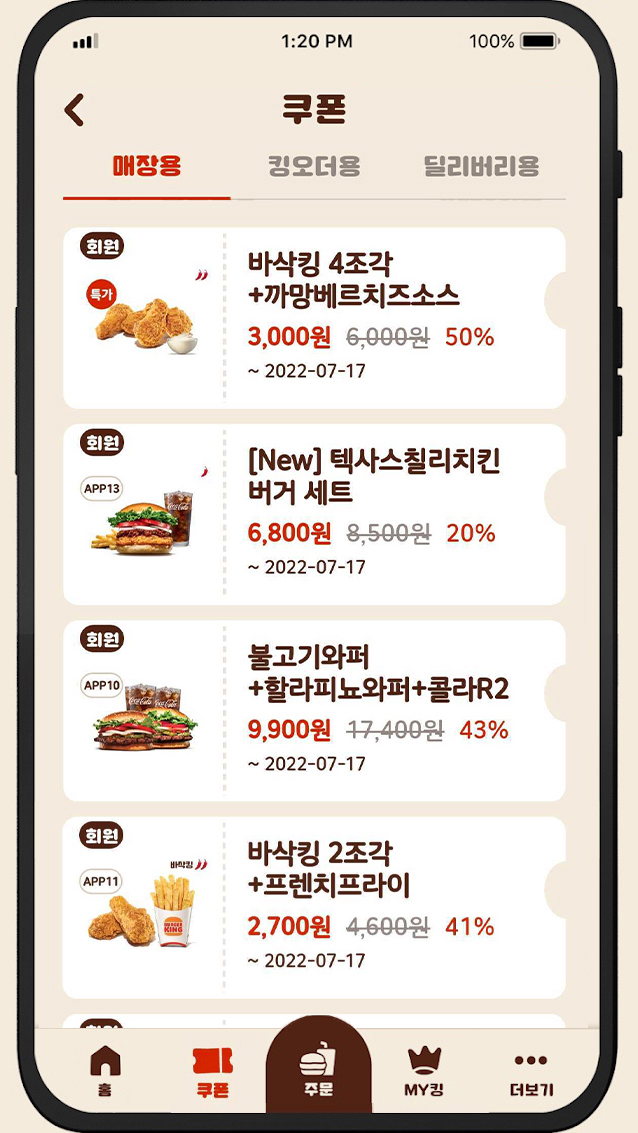 1:20 PM
100%
쿠폰
매장용
킹오더용
딜리버리용
회원
특가
바삭킹 4조각
+까망베르치즈소스
3,000원 6,000원 50%
~ 2022-07-17
회원
APP13
Coca-Cola
[New] 텍사스칠리치킨
버거 세트
6,800원 8,500원 20%
~ 2022-07-17
회원
APP10
Coca-Cola
Coca-Cola
불고기와퍼
+할라피뇨와퍼+콜라R2
9,900원 17,400원 43%
~ 2022-07-17
회원
바삭킹
APP11
BURGER
KING
바삭킹 2조각
+프렌치프라이
2,700원 4,600원 41%
~ 2022-07-17
홈
쿠폰
주문
MY킹
더보기